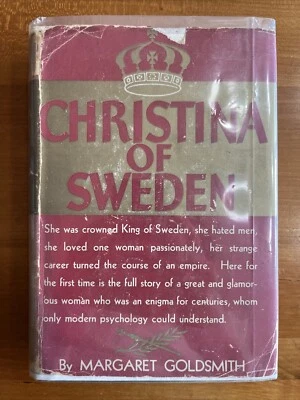 CHRISTINA
OF
SWEDEN
She was crowned King of Sweden, she hated men,
she loved one woman passionately, her strange
career turned the course of an empire. Here for
the first time is the full story of a great and glamor-
ous woman who was an enigma for centuries, whom
only modern psychology could understand.
By MARGARET GOLDSMITH